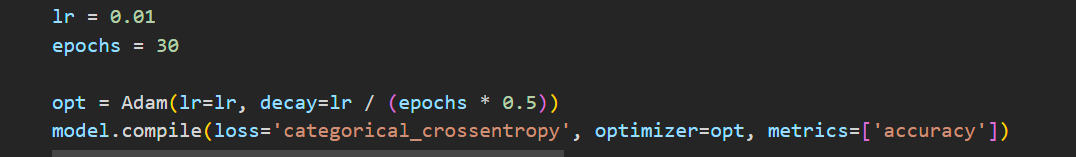 lr = 0.01
epochs = 30
opt = Adam(lr=lr, decay=lr / (epochs * 0.5))
model.compile(loss='categorical_crossentropy', optimizer=opt, metrics=['accuracy'])